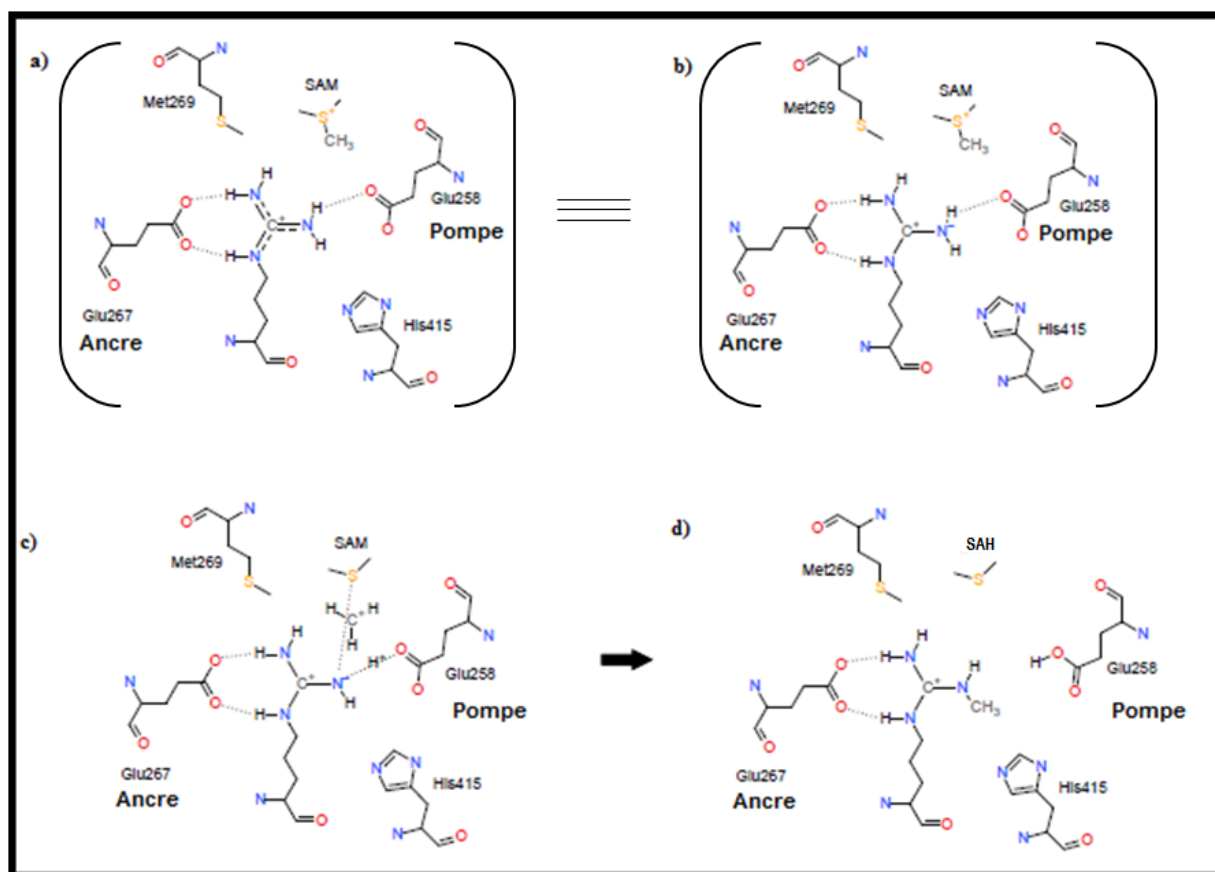 a)
O N
Met269
S
SAM
S+
CH3
O
N
Glu258
Pompe
O
O
H
H N
H
N
H
C+
H N
O
O
N
O
Glu267
Ancre
N
O
N N
His415
N
O
b)
O N
Met269
S
SAM
S+
CH3
O
N
Glu258
Pompe
O
O
H
H N
H
N-
H
C+
H N
O
O
N
O
Glu267
Ancre
N
O
N N
His415
N
O
c)
O N
Met269
S
SAM
S
H C+ H
H
O
N
Glu258
Pompe
O
O
H+
H
H N
N-
H
C+
H N
O
O
N
O
Glu267
Ancre
N
O
N N
His415
N
O
d)
O N
Met269
S
SAH
S
O
N
Glu258
Pompe
H O
O
H
H N
H
N
CH3
C+
H N
O
O
N
O
Glu267
Ancre
N
O
N N
His415
N
O